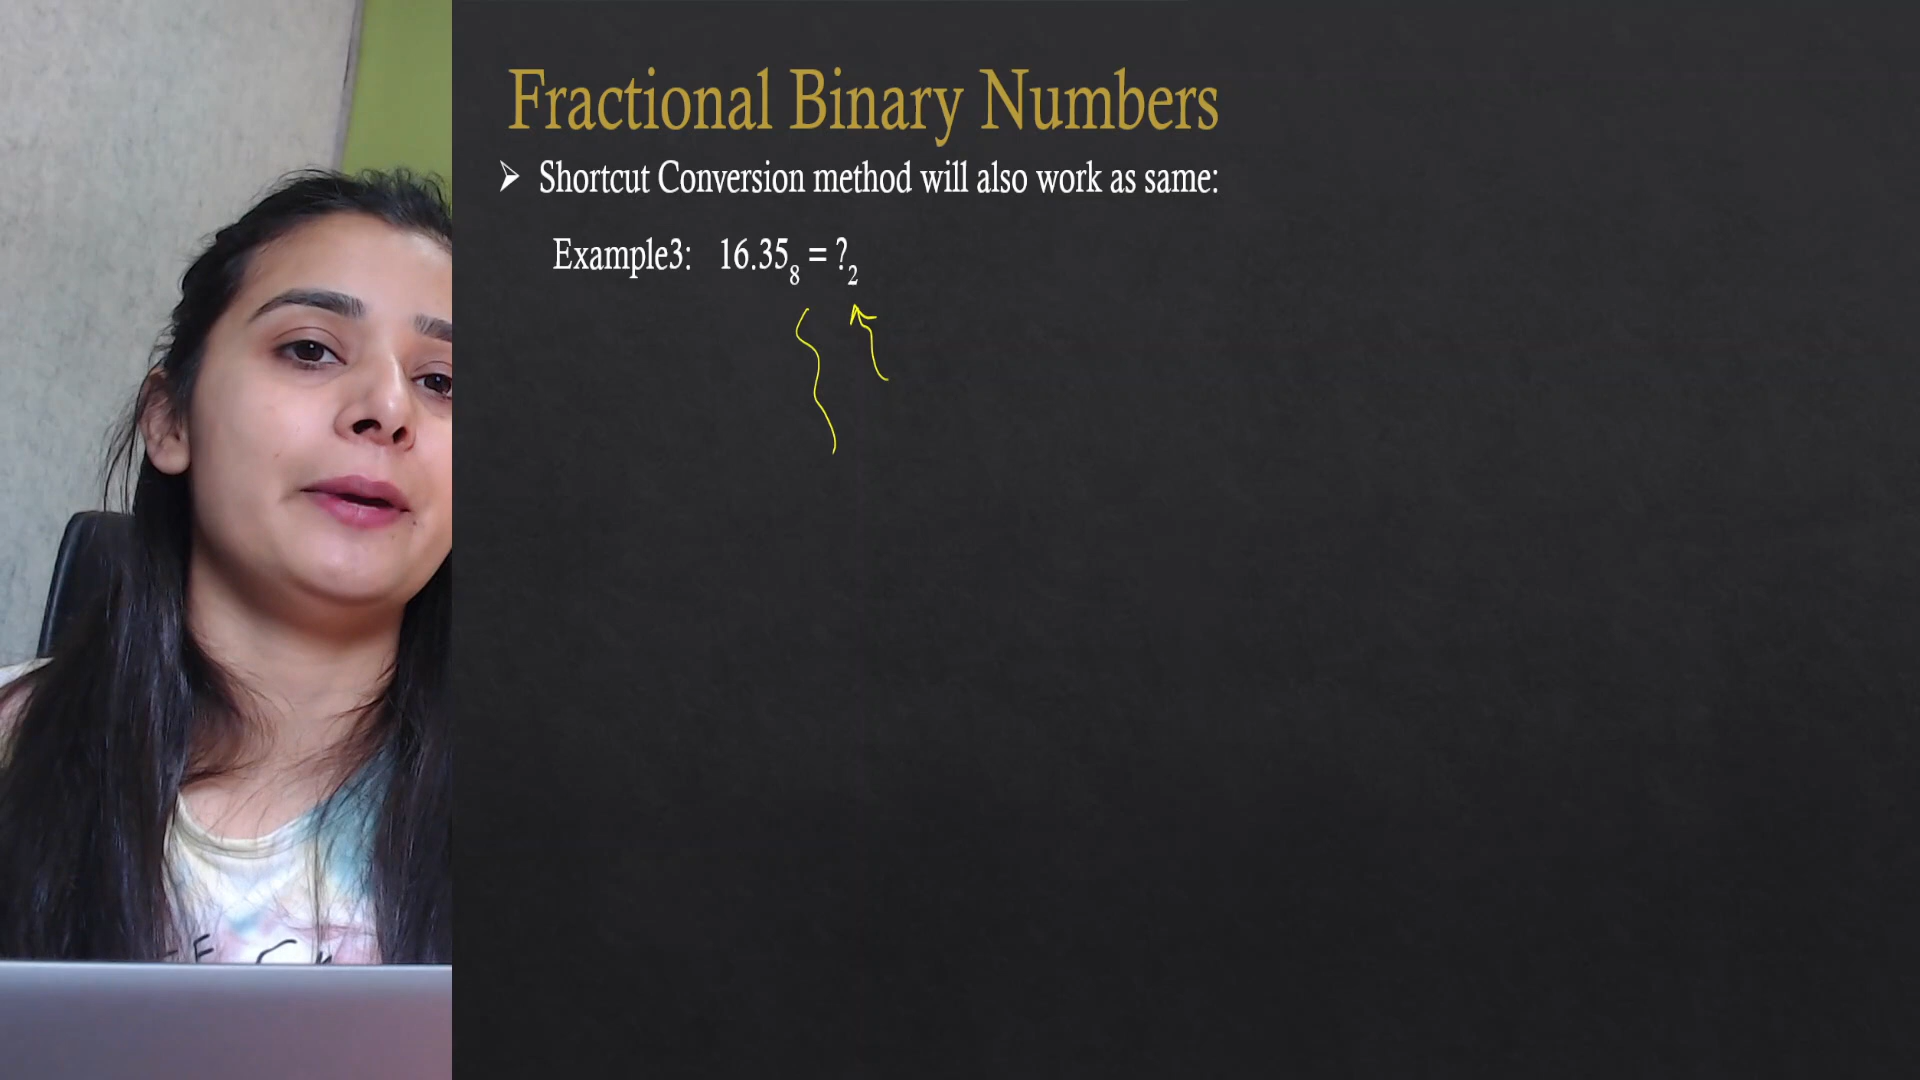 Fractional Binary Numbers
➢ Shortcut Conversion method will also work as same:
Example3: 16.35₈ = ?₂